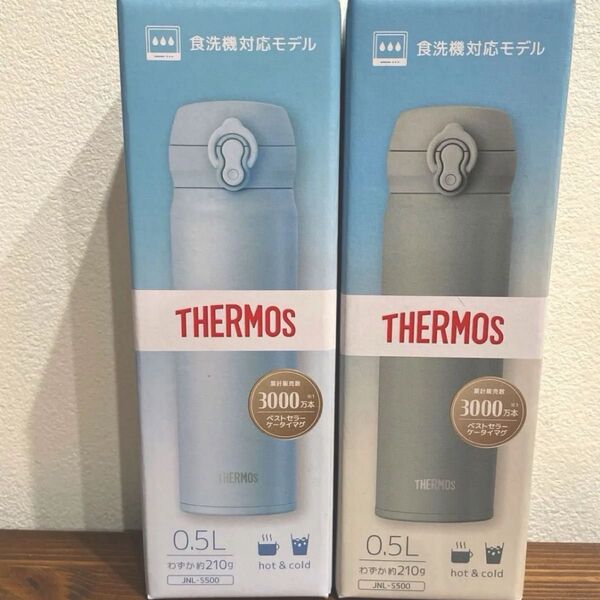 食洗機対応モデル
THERMOS
累計販売数
3000万本※1
ベストセラー
ケータイマグ
THERMOS
0.5L
わずか約210g
JNL-S500
hot & cold
食洗機対応モデル
THERMOS
累計販売数
3000万本※1
ベストセラー
ケータイマグ
THERMOS
0.5L
わずか約210g
JNL-S500
hot & cold